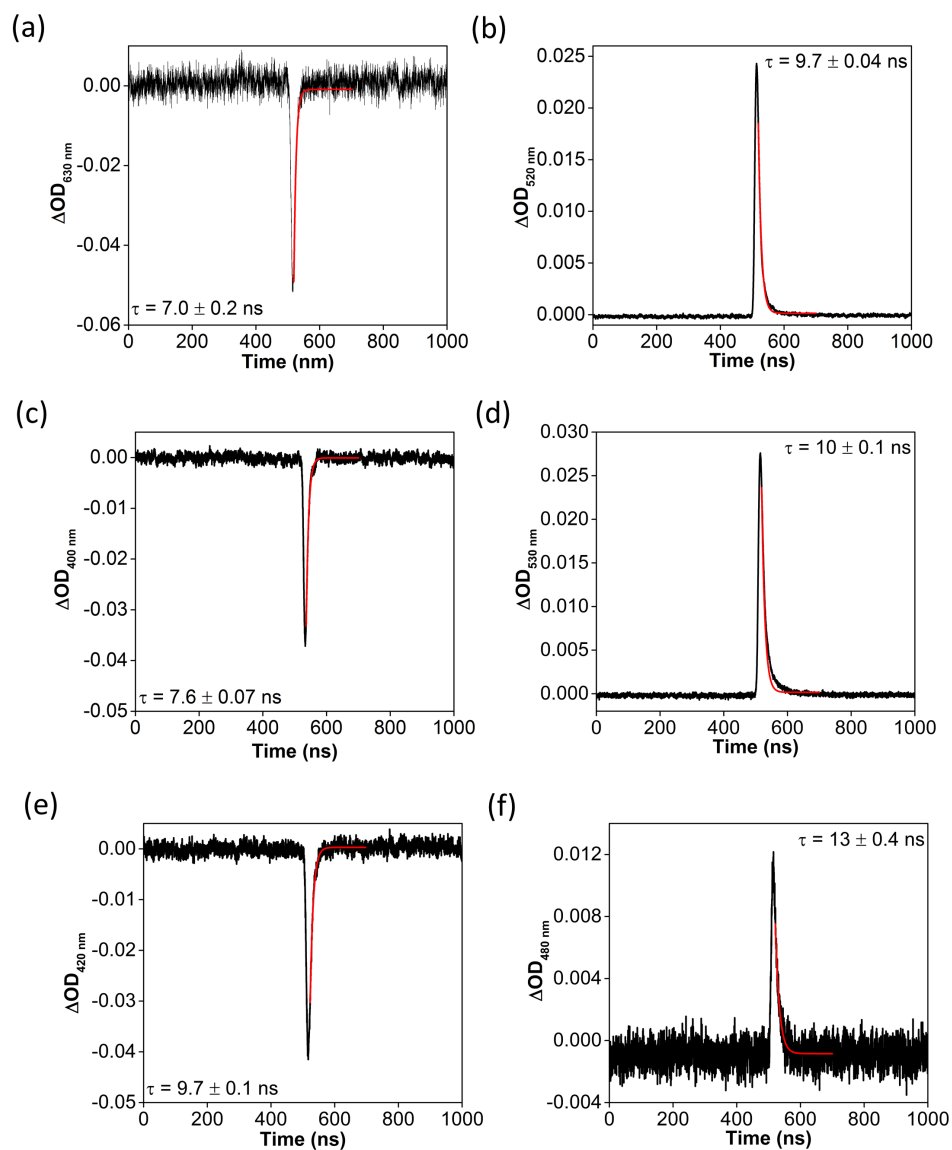 (a)
0.00
-0.02
-0.04
-0.06
ΔOD630 nm
τ = 7.0 ± 0.2 ns
0 200 400 600 800 1000
Time (nm)
(b)
0.025
0.020
0.015
0.010
0.005
0.000
ΔOD520 nm
τ = 9.7 ± 0.04 ns
0 200 400 600 800 1000
Time (ns)
(c)
0.00
-0.01
-0.02
-0.03
-0.04
-0.05
ΔOD400 nm
τ = 7.6 ± 0.07 ns
0 200 400 600 800 1000
Time (ns)
(d)
0.030
0.025
0.020
0.015
0.010
0.005
0.000
ΔOD530 nm
τ = 10 ± 0.1 ns
0 200 400 600 800 1000
Time (ns)
(e)
0.00
-0.01
-0.02
-0.03
-0.04
-0.05
ΔOD420 nm
τ = 9.7 ± 0.1 ns
0 200 400 600 800 1000
Time (ns)
(f)
0.012
0.008
0.004
0.000
-0.004
ΔOD480 nm
τ = 13 ± 0.4 ns
0 200 400 600 800 1000
Time (ns)